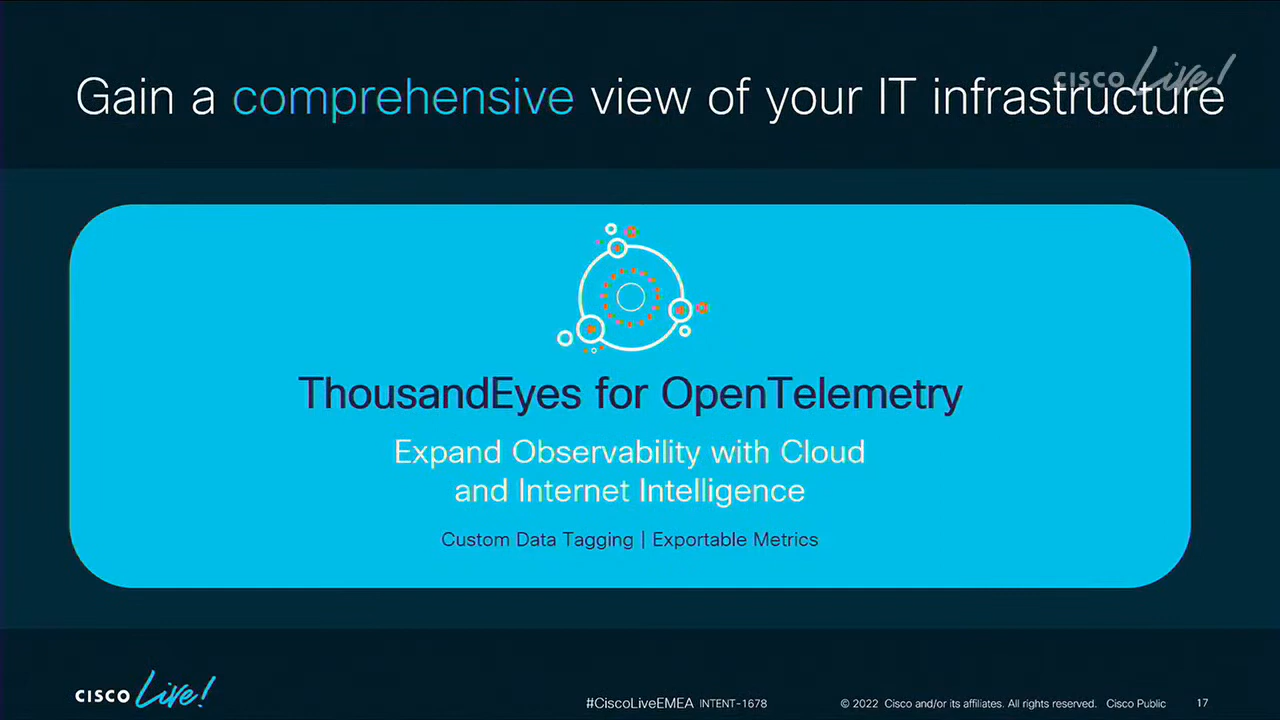 Gain a comprehensive view of your IT infrastructure
CISCO Live!
ThousandEyes for OpenTelemetry
Expand Observability with Cloud
and Internet Intelligence
Custom Data Tagging | Exportable Metrics
CISCO Live!
#CiscoLiveEMEA INTENT-1678
© 2022 Cisco and/or its affiliates. All rights reserved. Cisco Public
17